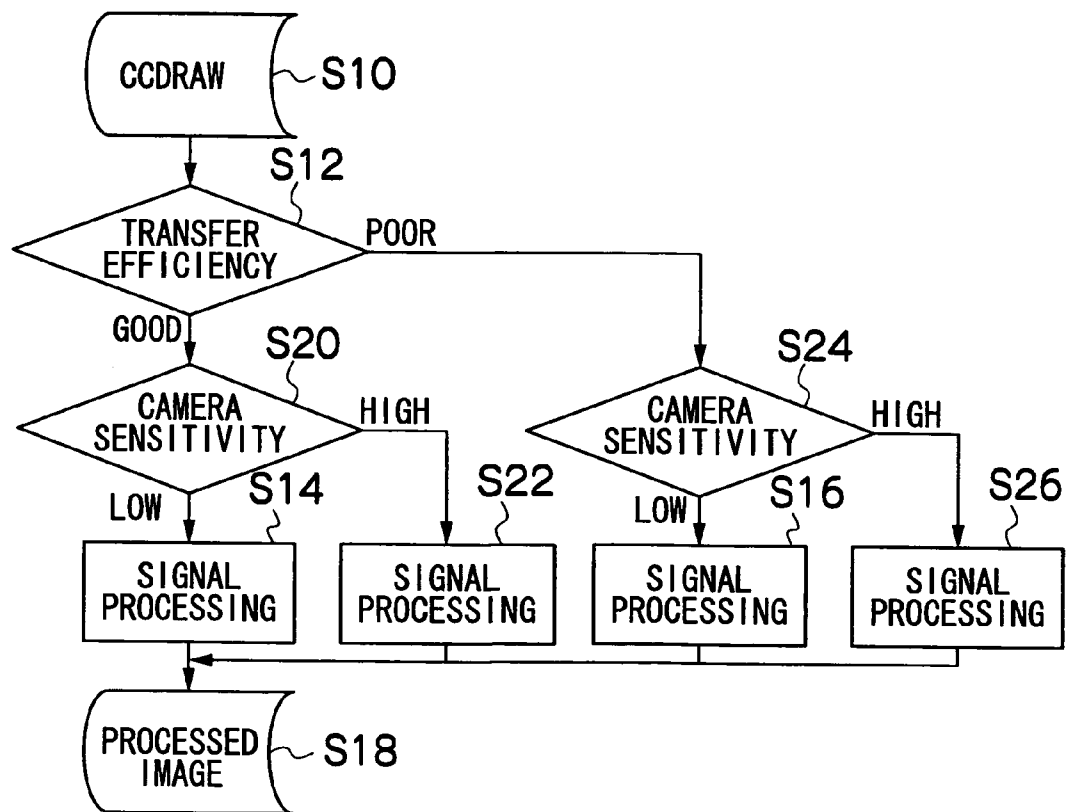 CCDRAW
S10
S12
TRANSFER
EFFICIENCY
POOR
GOOD
S20
S24
CAMERA
SENSITIVITY
HIGH
CAMERA
SENSITIVITY
HIGH
LOW
S14
S22
LOW
S16
S26
SIGNAL
PROCESSING
SIGNAL
PROCESSING
SIGNAL
PROCESSING
SIGNAL
PROCESSING
PROCESSED
IMAGE
S18